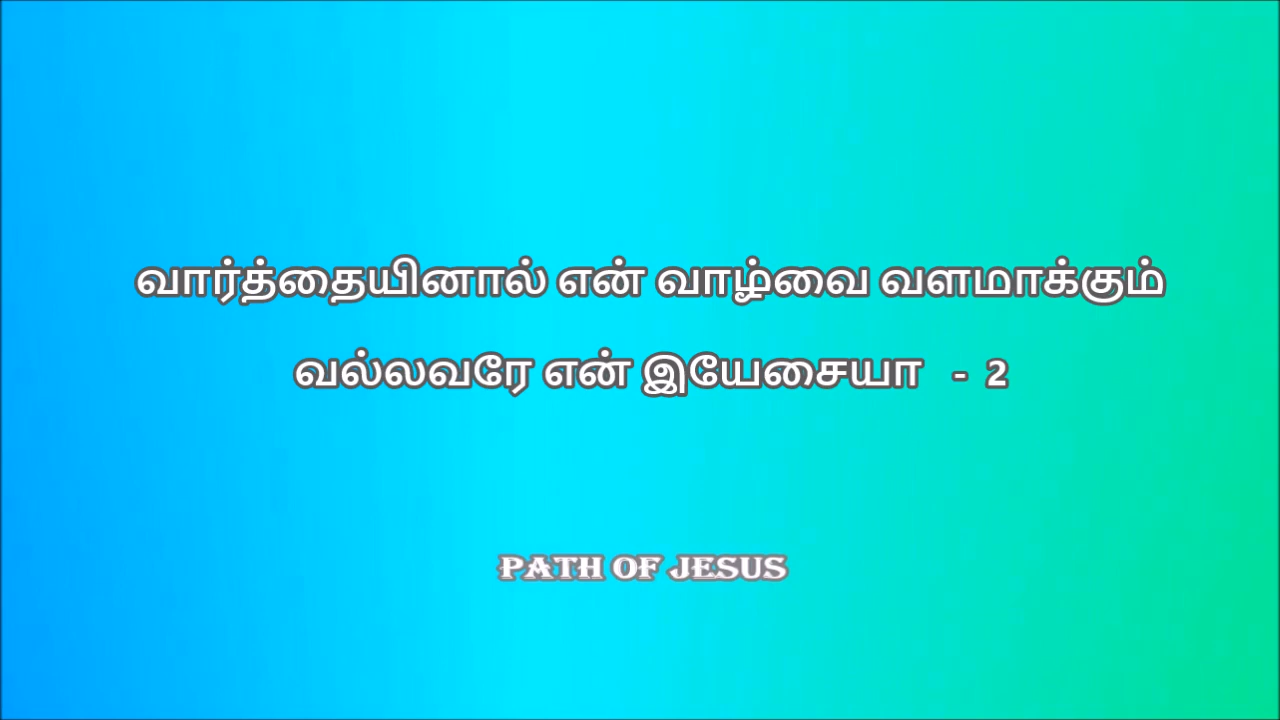 வார்த்தையினால் என் வாழ்வை வளமாக்கும்
வல்லவரே என் இயேசையா - 2
PATH OF JESUS